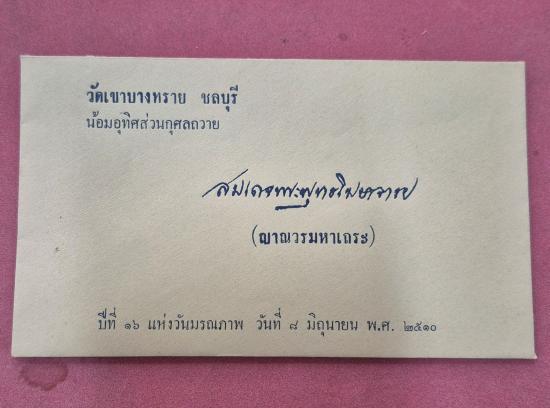 วัดเขาบางทราย ชลบุรี
น้อมอุทิศส่วนกุศลถวาย
สมเด็จพระพุทธโฆษาจารย์
(ญาณวรมหาเถระ)
ปีที่ ๑๖ แห่งวันมรณภาพ วันที่ ๘ มิถุนายน พ.ศ. ๒๕๑๐